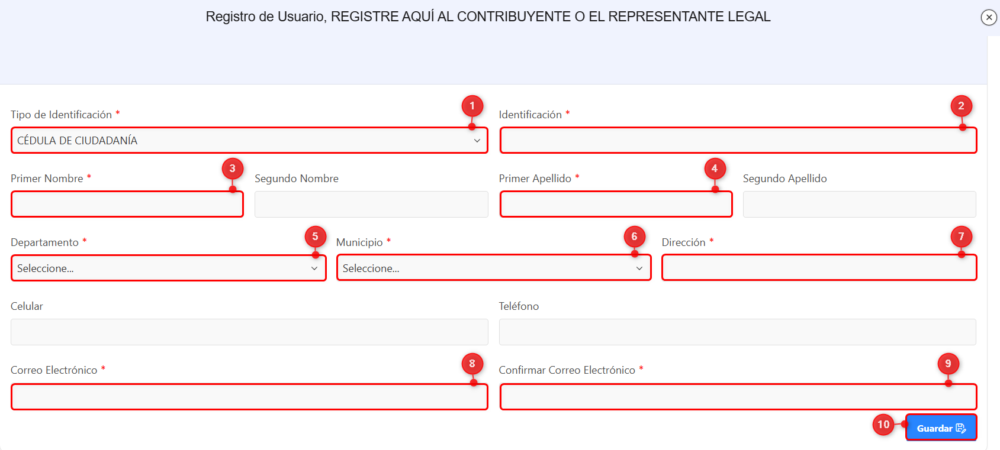 Registro de Usuario, REGISTRE AQUÍ AL CONTRIBUYENTE O EL REPRESENTANTE LEGAL
Tipo de Identificación * 1 Identificación * 2
CÉDULA DE CIUDADANÍA
Primer Nombre * 3 Segundo Nombre Primer Apellido * 4 Segundo Apellido
Departamento * 5 Municipio * 6 Dirección * 7
Seleccione... Seleccione...
Celular Teléfono
Correo Electrónico * 8 Confirmar Correo Electrónico * 9
10 Guardar